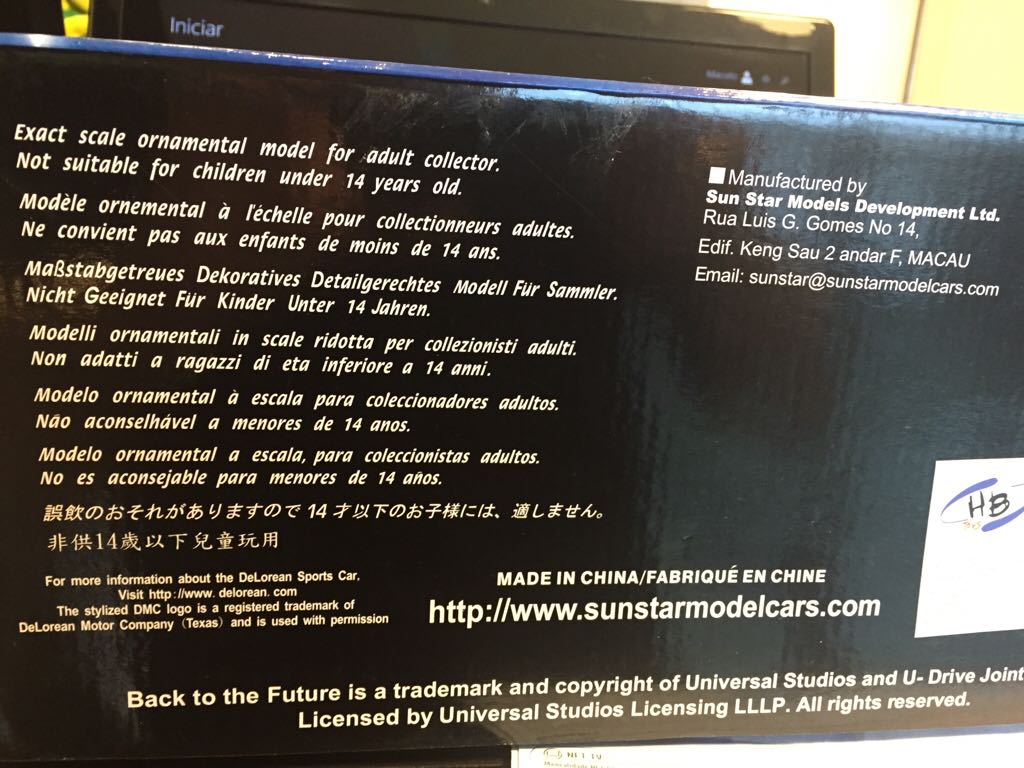 Iniciar
Exact scale ornamental model for adult collector.
Not suitable for children under 14 years old.
Modèle ornemental à l'échelle pour collectionneurs adultes.
Ne convient pas aux enfants de moins de 14 ans.
Maßstabgetreues Dekoratives Detailgerechtes Modell Für Sammler.
Nicht Geeignet Für Kinder Unter 14 Jahren.
Modelli ornamentali in scale ridotta per collezionisti adulti.
Non adatti a ragazzi di eta inferiore a 14 anni.
Modelo ornamental à escala para coleccionadores adultos.
Não aconselhável a menores de 14 anos.
Modelo ornamental a escala, para coleccionistas adultos.
No es aconsejable para menores de 14 años.
誤飲のおそれがありますので 14 才以下のお子様には、適しません。
非供14歲以下兒童玩用
For more information about the DeLorean Sports Car,
Visit http://www. delorean. com
The stylized DMC logo is a registered trademark of
DeLorean Motor Company (Texas) and is used with permission
Manufactured by
Sun Star Models Development Ltd.
Rua Luis G. Gomes No 14,
Edif. Keng Sau 2 andar F, MACAU
Email: sunstar@sunstarmodelcars.com
HB
MADE IN CHINA/FABRIQUÉ EN CHINE
http://www.sunstarmodelcars.com
Back to the Future is a trademark and copyright of Universal Studios and U- Drive Joint
Licensed by Universal Studios Licensing LLLP. All rights reserved.